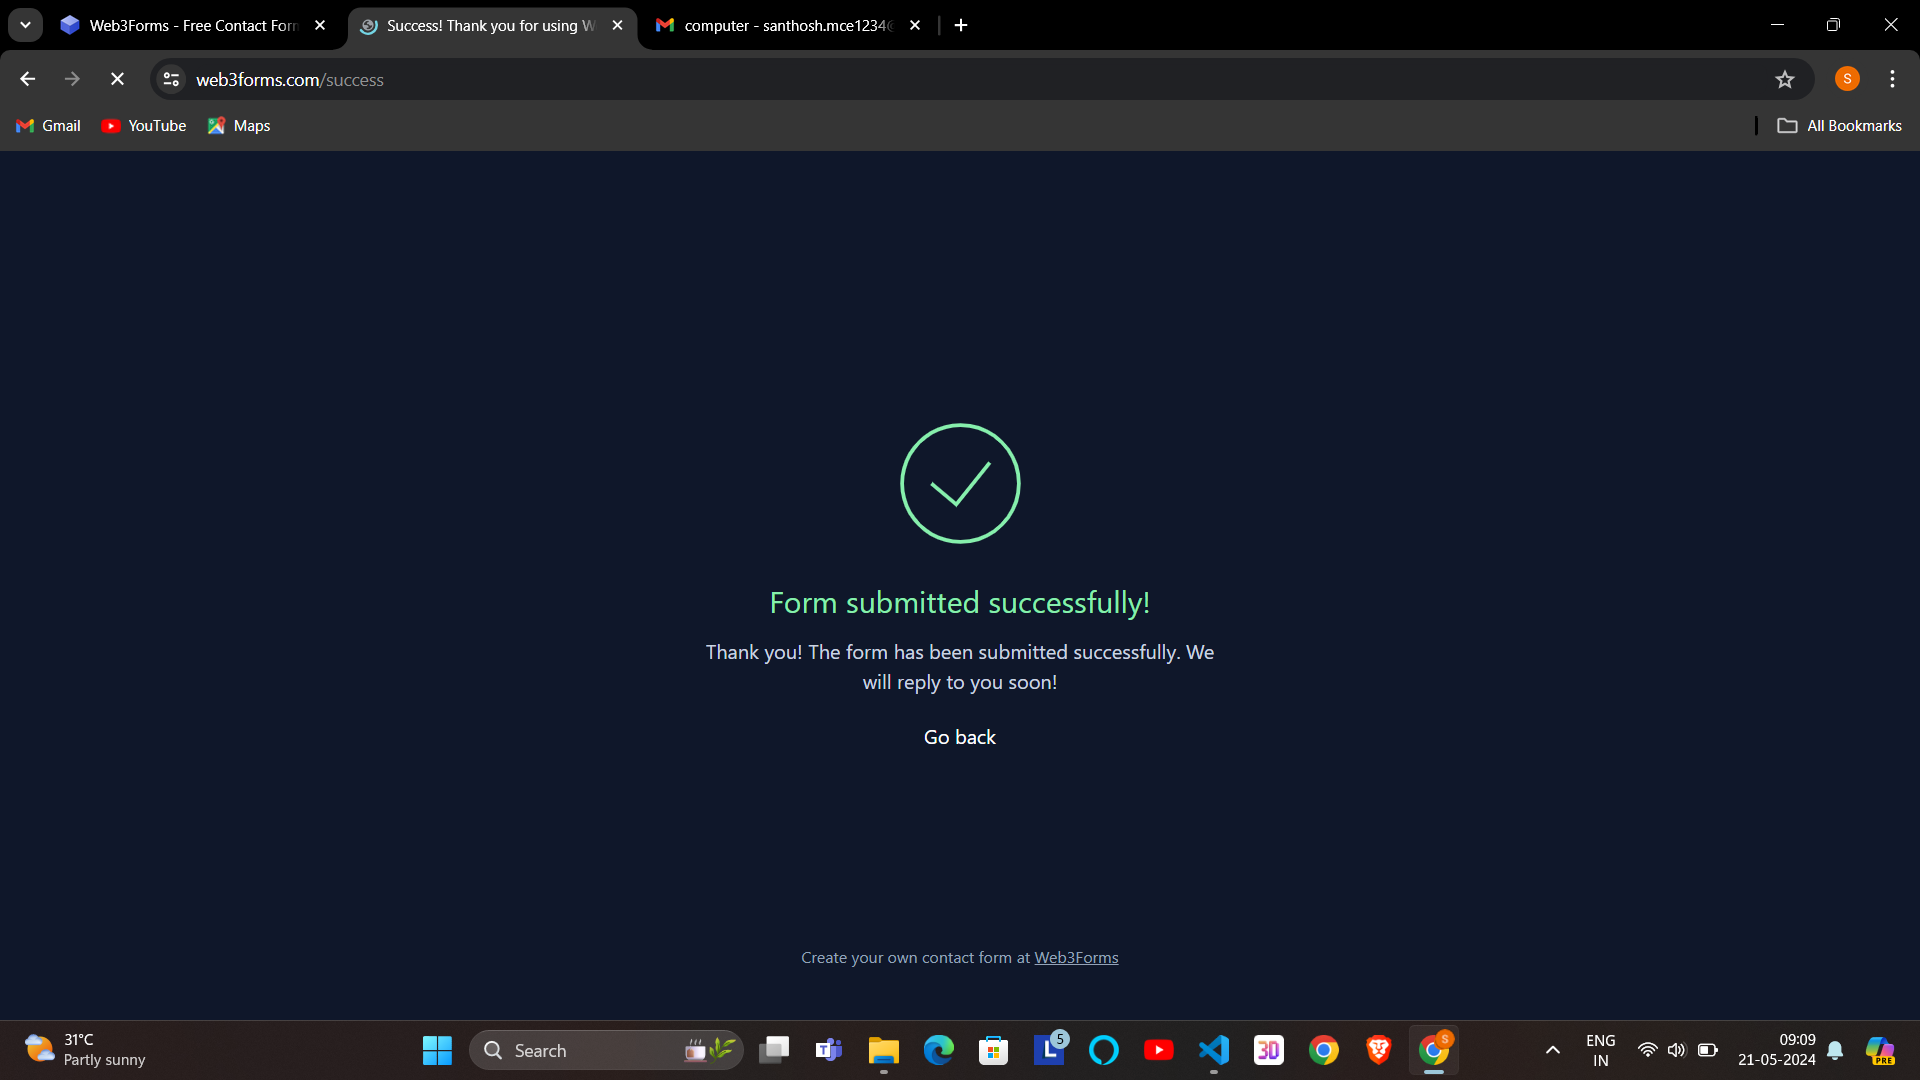 Web3Forms - Free Contact Form
Success! Thank you for using W
computer - santhosh.mce1234@
web3forms.com/success
S
Gmail
YouTube
Maps
All Bookmarks
Form submitted successfully!
Thank you! The form has been submitted successfully. We
will reply to you soon!
Go back
Create your own contact form at Web3Forms
31°C
Partly sunny
Search
T
L
5
3D
S
ENG
IN
09:09
21-05-2024
PRE